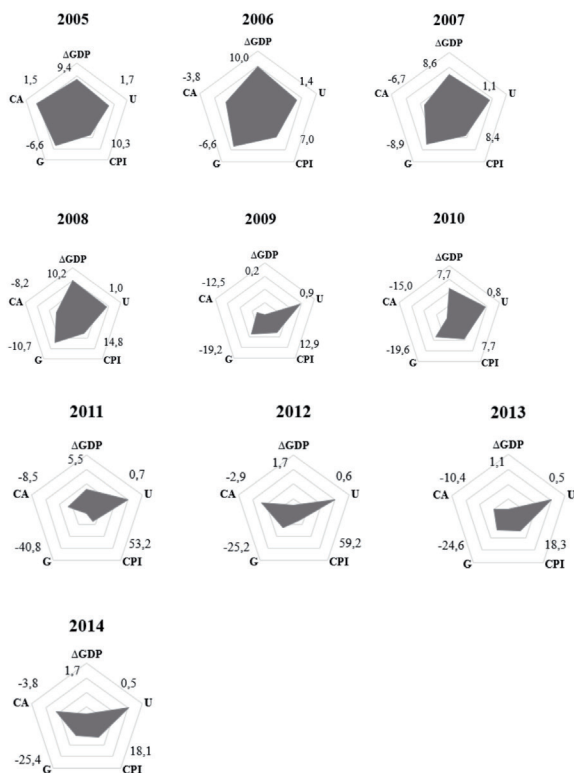 2005 2006 2007
ΔGDP ΔGDP ΔGDP
9,4 10,0 8,6
1,5 1,7 -3,8 1,4 -6,7 1,1
CA U CA U CA U
-6,6 10,3 -6,6 7,0 -8,9 8,4
G CPI G CPI G CPI
2008 2009 2010
ΔGDP ΔGDP ΔGDP
10,2 0,2 7,7
-8,2 1,0 -12,5 0,9 -15,0 0,8
CA U CA U CA U
-10,7 14,8 -19,2 12,9 -19,6 7,7
G CPI G CPI G CPI
2011 2012 2013
ΔGDP ΔGDP ΔGDP
5,5 1,7 1,1
-8,5 0,7 -2,9 0,6 -10,4 0,5
CA U CA U CA U
-40,8 53,2 -25,2 59,2 -24,6 18,3
G CPI G CPI G CPI
2014
ΔGDP
1,7
-3,8 0,5
CA U
-25,4 18,1
G CPI